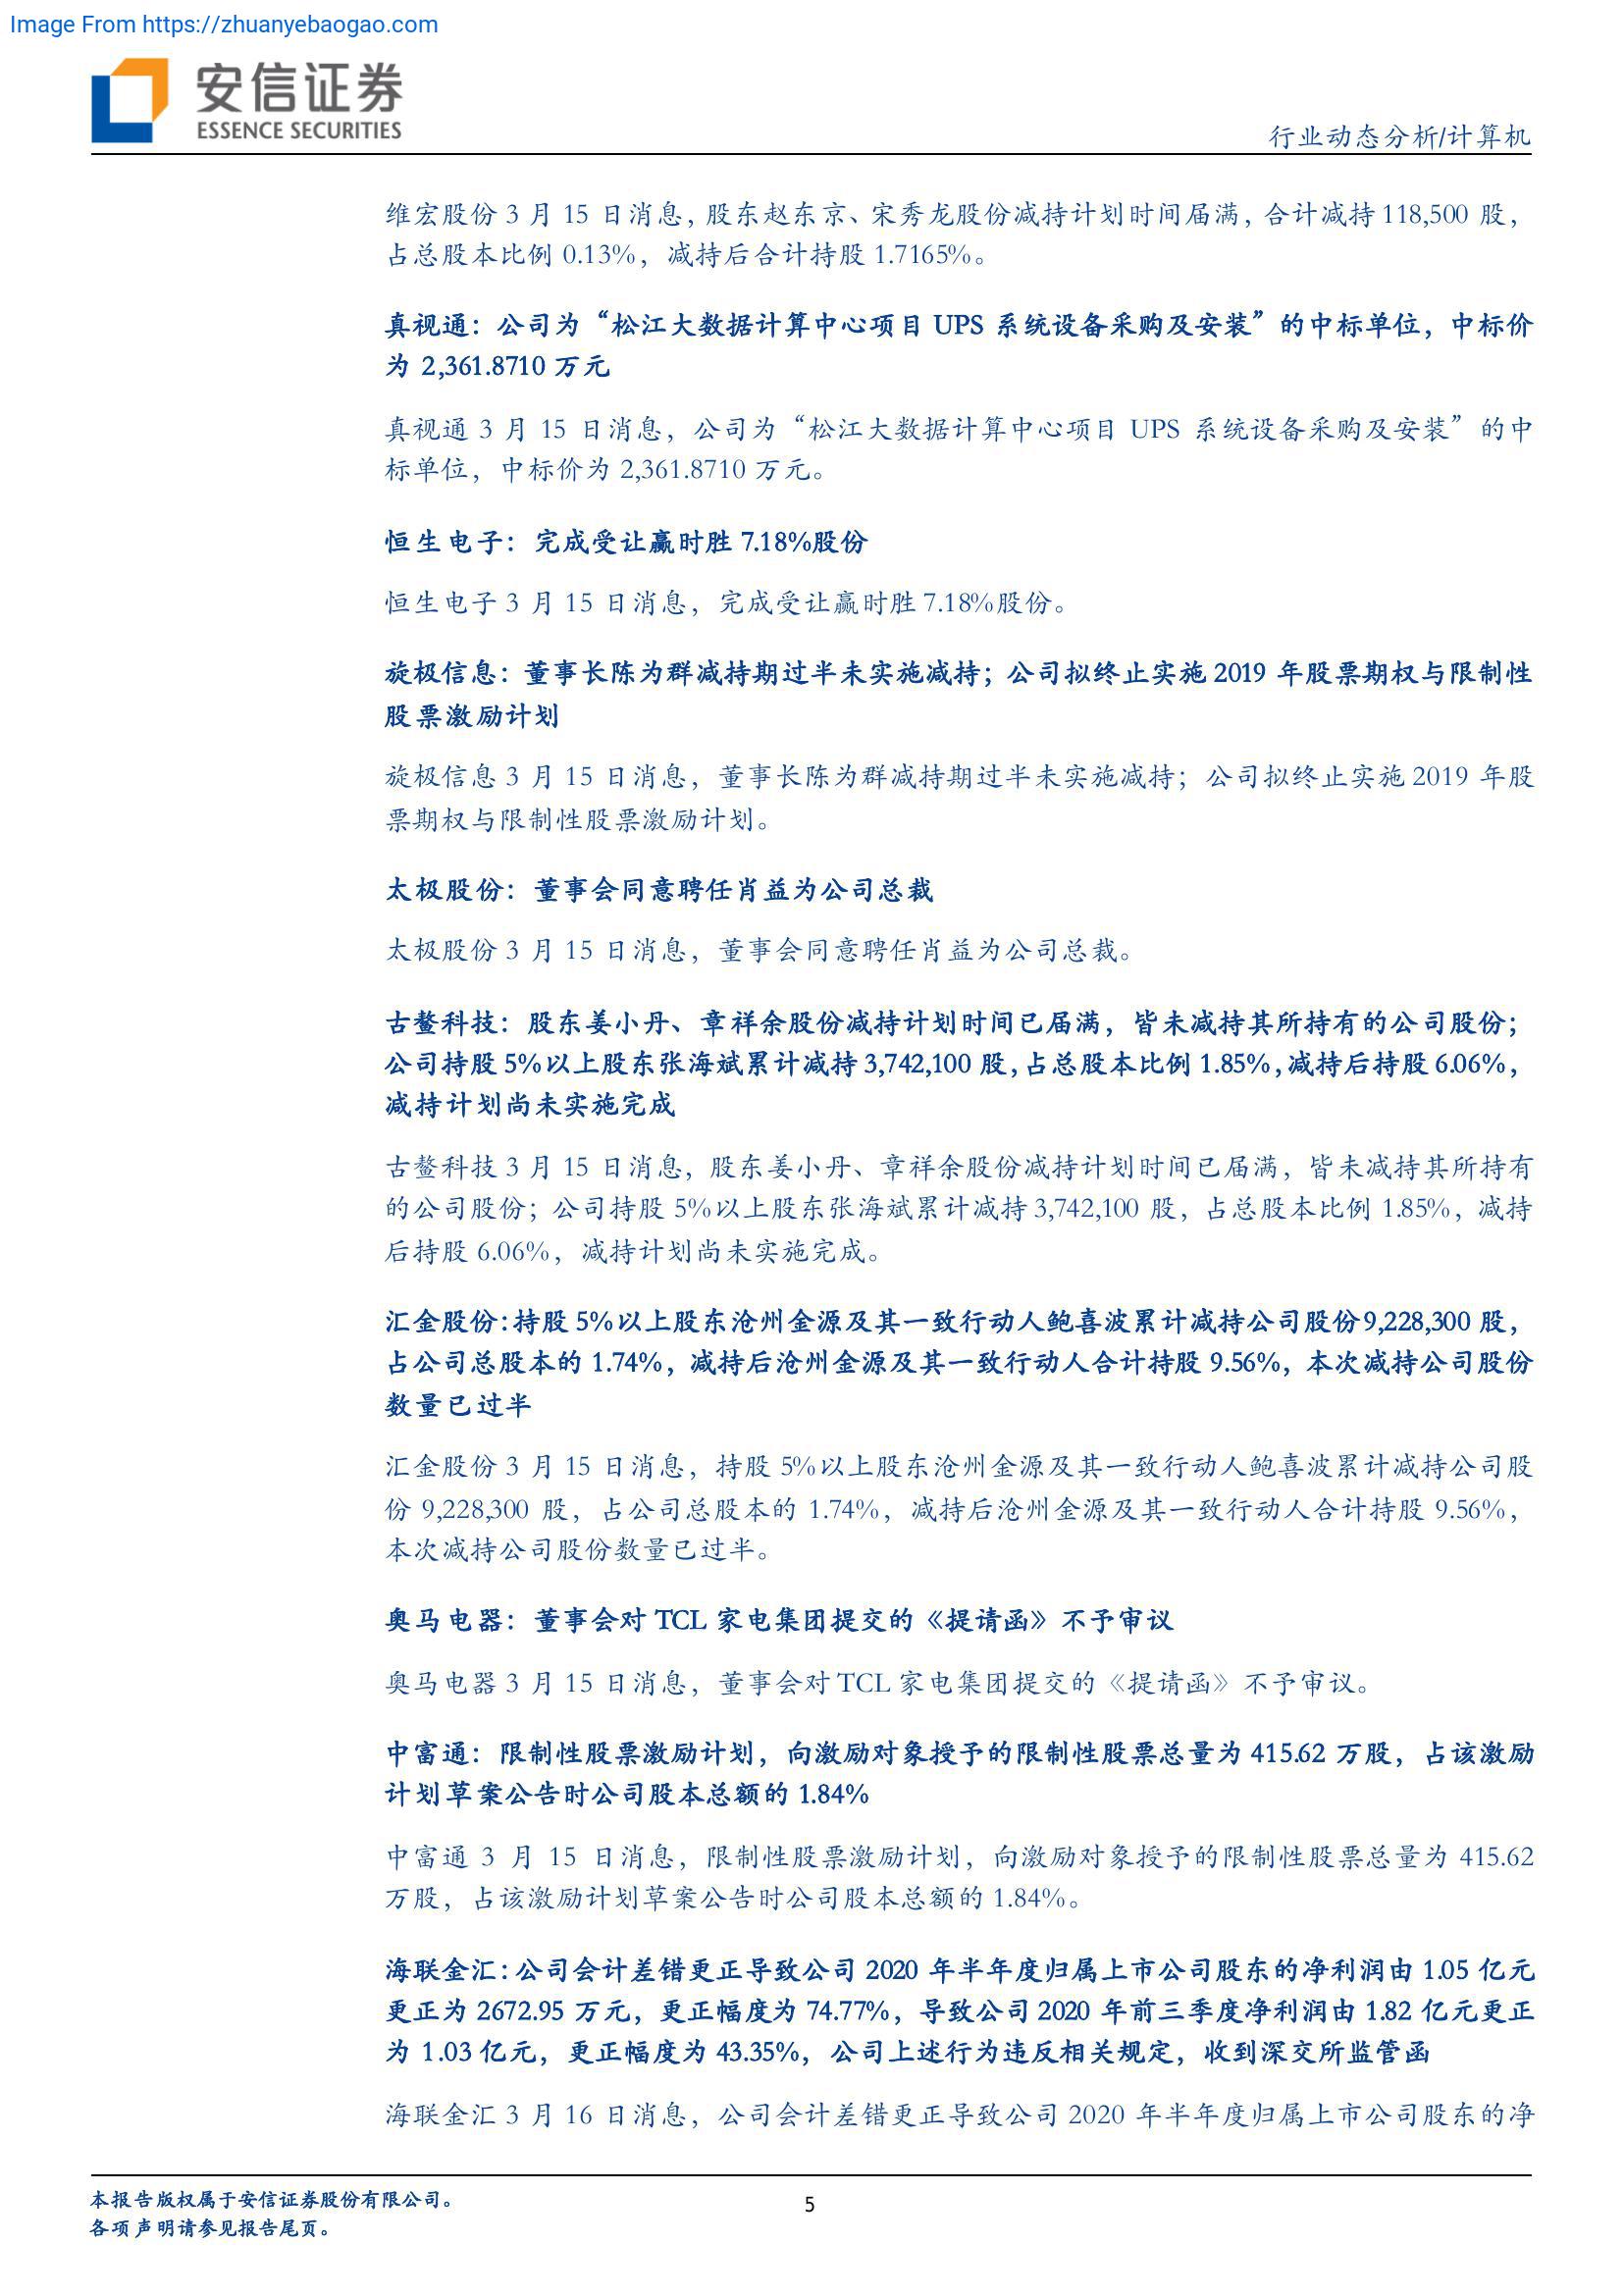 Image From https://zhuanyebaogao.com
安信证券
ESSENCE SECURITIES
行业动态分析/计算机
维宏股份 3 月 15 日消息，股东赵东京、宋秀龙股份减持计划时间届满，合计减持 118,500 股，
占总股本比例 0.13%，减持后合计持股 1.7165%。
真视通：公司为“松江大数据计算中心项目 UPS 系统设备采购及安装”的中标单位，中标价
为 2,361.8710 万元
真视通 3 月 15 日消息，公司为“松江大数据计算中心项目 UPS 系统设备采购及安装”的中
标单位，中标价为 2,361.8710 万元。
恒生电子：完成受让赢时胜 7.18%股份
恒生电子 3 月 15 日消息，完成受让赢时胜 7.18%股份。
旋极信息：董事长陈为群减持期过半未实施减持；公司拟终止实施 2019 年股票期权与限制性
股票激励计划
旋极信息 3 月 15 日消息，董事长陈为群减持期过半未实施减持；公司拟终止实施 2019 年股
票期权与限制性股票激励计划。
太极股份：董事会同意聘任肖益为公司总裁
太极股份 3 月 15 日消息，董事会同意聘任肖益为公司总裁。
古鳌科技：股东姜小丹、章祥余股份减持计划时间已届满，皆未减持其所持有的公司股份；
公司持股 5%以上股东张海斌累计减持 3,742,100 股，占总股本比例 1.85%，减持后持股 6.06%，
减持计划尚未实施完成
古鳌科技 3 月 15 日消息，股东姜小丹、章祥余股份减持计划时间已届满，皆未减持其所持有
的公司股份；公司持股 5%以上股东张海斌累计减持 3,742,100 股，占总股本比例 1.85%，减持
后持股 6.06%，减持计划尚未实施完成。
汇金股份：持股 5%以上股东沧州金源及其一致行动人鲍喜波累计减持公司股份 9,228,300 股，
占公司总股本的 1.74%，减持后沧州金源及其一致行动人合计持股 9.56%，本次减持公司股份
数量已过半
汇金股份 3 月 15 日消息，持股 5%以上股东沧州金源及其一致行动人鲍喜波累计减持公司股
份 9,228,300 股，占公司总股本的 1.74%，减持后沧州金源及其一致行动人合计持股 9.56%，
本次减持公司股份数量已过半。
奥马电器：董事会对 TCL 家电集团提交的《提请函》不予审议
奥马电器 3 月 15 日消息，董事会对 TCL 家电集团提交的《提请函》不予审议。
中富通：限制性股票激励计划，向激励对象授予的限制性股票总量为 415.62 万股，占该激励
计划草案公告时公司股本总额的 1.84%
中富通 3 月 15 日消息，限制性股票激励计划，向激励对象授予的限制性股票总量为 415.62
万股，占该激励计划草案公告时公司股本总额的 1.84%。
海联金汇：公司会计差错更正导致公司 2020 年半年度归属上市公司股东的净利润由 1.05 亿元
更正为 2672.95 万元，更正幅度为 74.77%，导致公司 2020 年前三季度净利润由 1.82 亿元更正
为 1.03 亿元，更正幅度为 43.35%，公司上述行为违反相关规定，收到深交所监管函
海联金汇 3 月 16 日消息，公司会计差错更正导致公司 2020 年半年度归属上市公司股东的净
本报告版权属于安信证券股份有限公司。
各项声明请参见报告尾页。
5